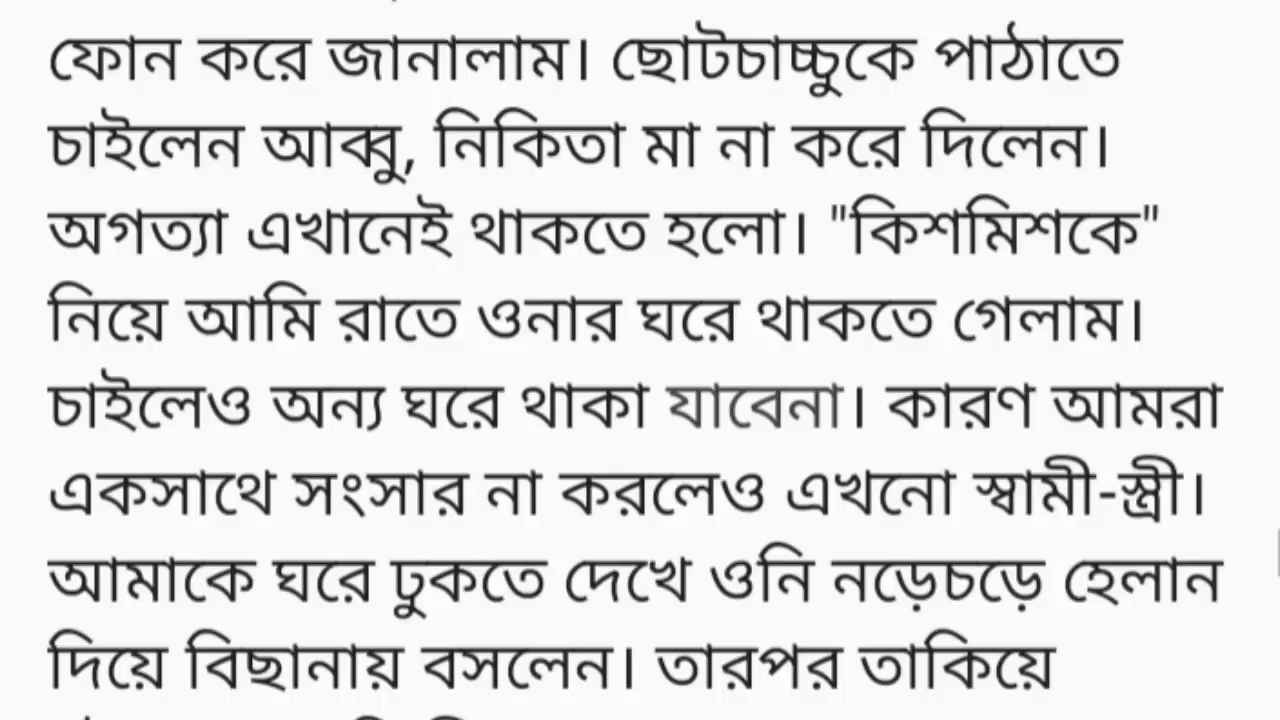 ফোন করে জানালাম। ছোটচাচ্চুকে পাঠাতে
চাইলেন আব্বু, নিকিতা মা না করে দিলেন।
অগত্যা এখানেই থাকতে হলো। "কিশমিশকে"
নিয়ে আমি রাতে ওনার ঘরে থাকতে গেলাম।
চাইলেও অন্য ঘরে থাকা যাবেনা। কারণ আমরা
একসাথে সংসার না করলেও এখনো স্বামী-স্ত্রী।
আমাকে ঘরে ঢুকতে দেখে ওনি নড়েচড়ে হেলান
দিয়ে বিছানায় বসলেন। তারপর তাকিয়ে